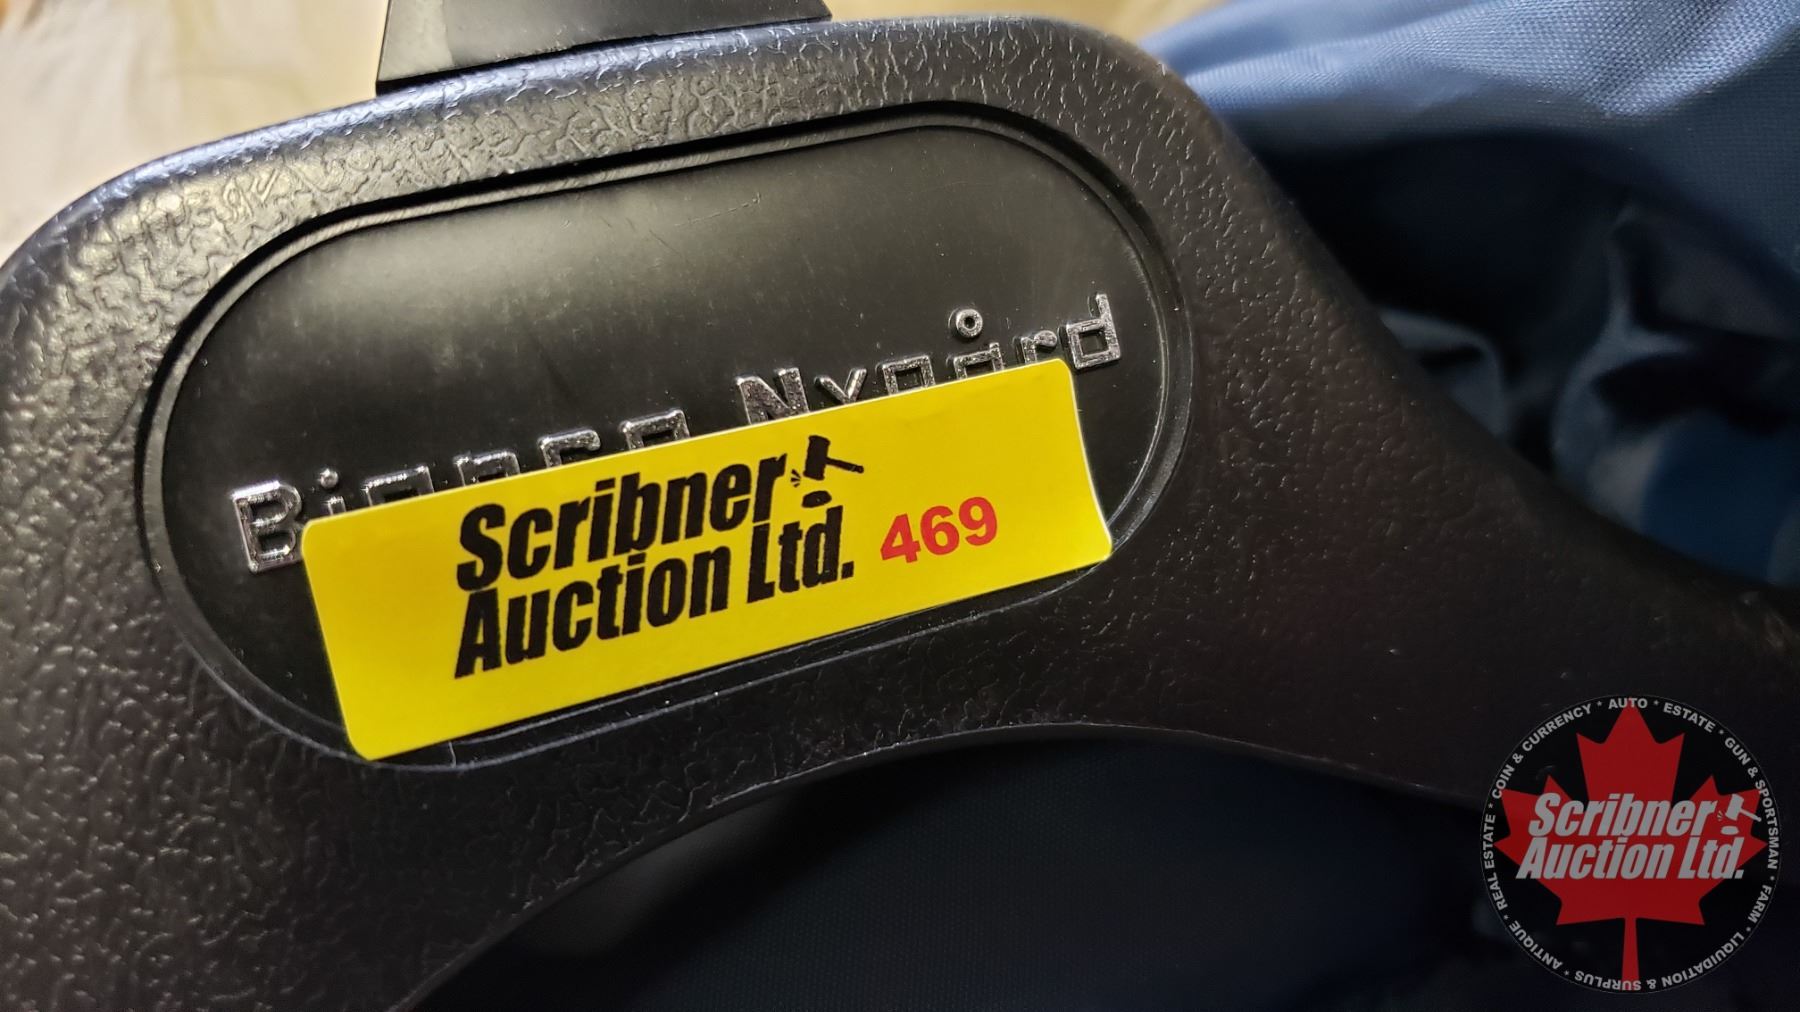 Bianca Nygård
Scribner
Auction Ltd. 469
COIN & CURRENCY * AUTO * ESTATE * GUN & SPORTSMAN * FARM * LIQUIDATION & SURPLUS * ANTIQUE * REAL ESTATE *
Scribner
Auction Ltd.